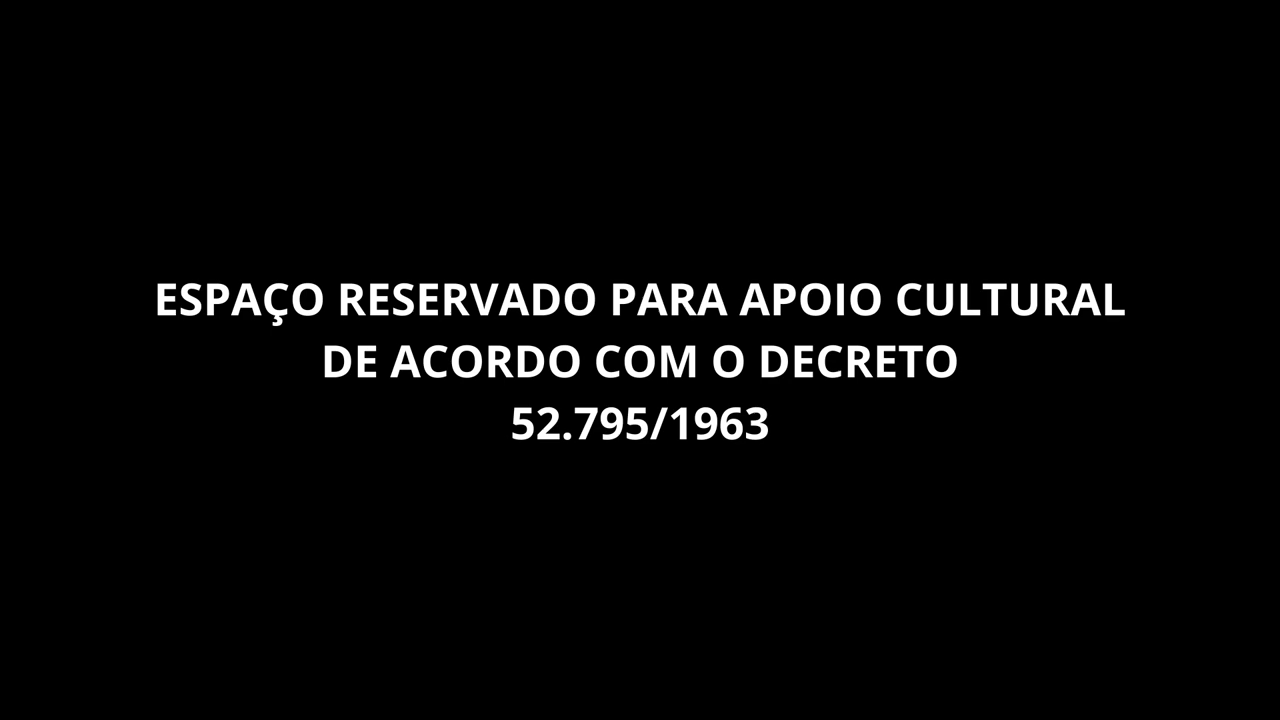 ESPAÇO RESERVADO PARA APOIO CULTURAL
DE ACORDO COM O DECRETO
52.795/1963